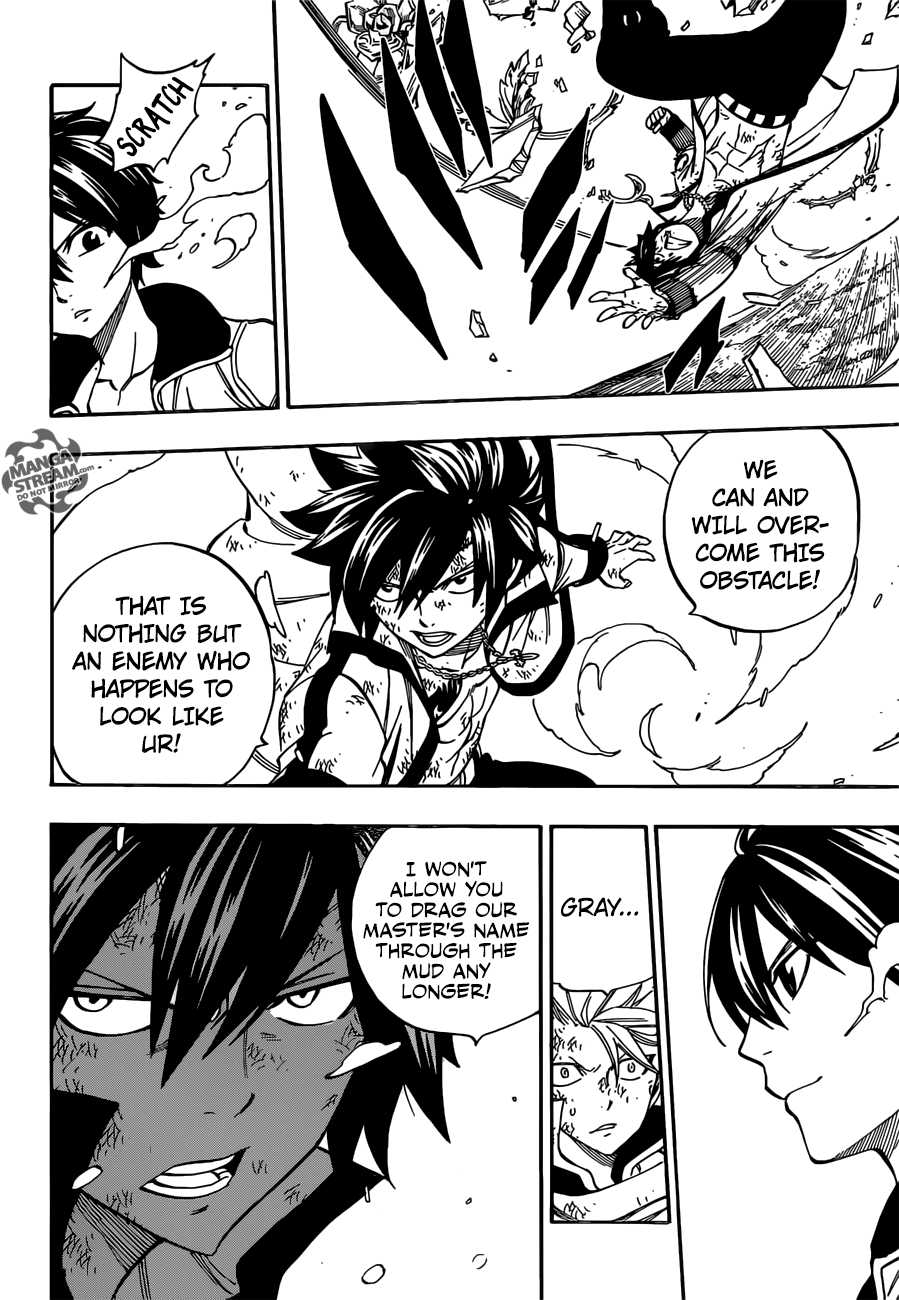 SCRATCH
MANGA
STREAM.com
DO NOT MIRROR!
WE
CAN AND
WILL OVER-
COME THIS
OBSTACLE!
THAT IS
NOTHING BUT
AN ENEMY WHO
HAPPENS TO
LOOK LIKE
UR!
GRAY...
I WON'T
ALLOW YOU
TO DRAG OUR
MASTER'S NAME
THROUGH THE
MUD ANY
LONGER!